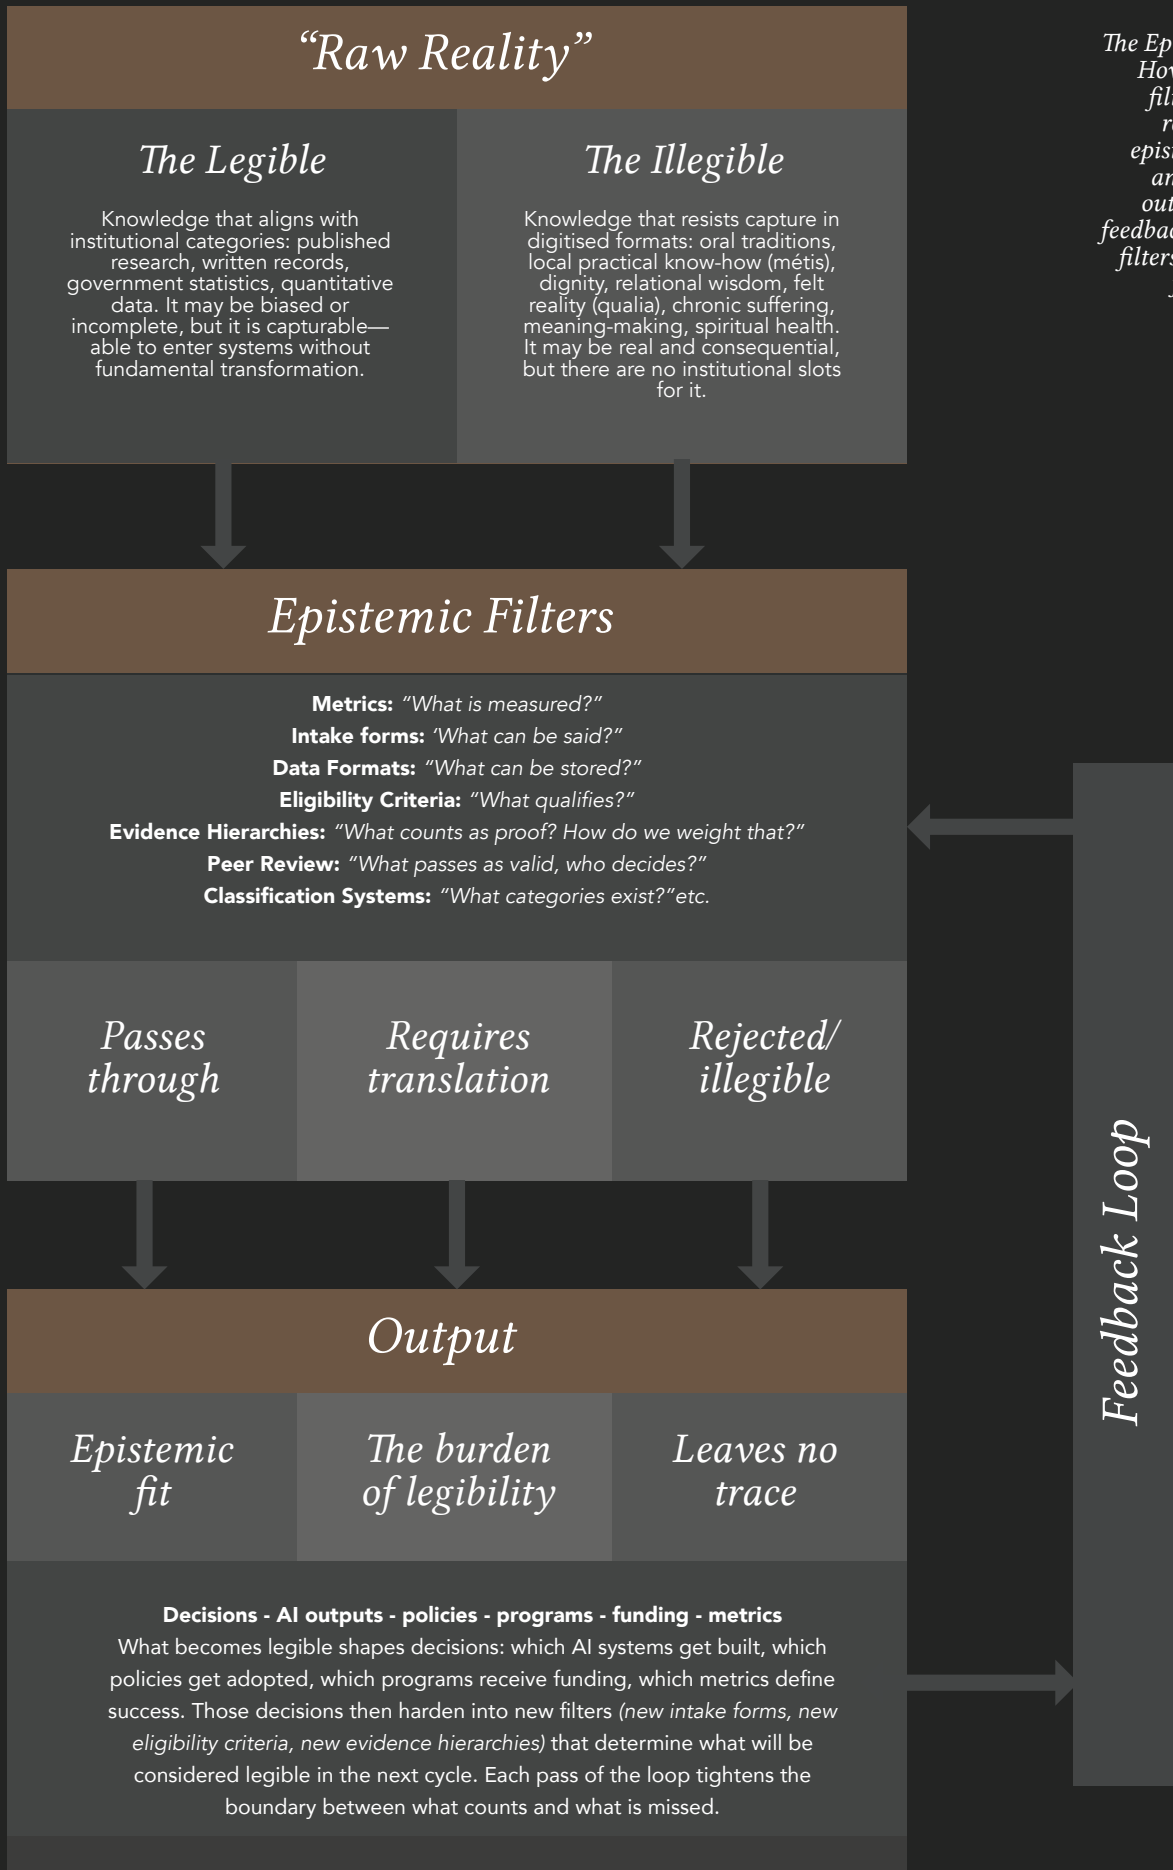 “Raw Reality”
The Legible
Knowledge that aligns with
institutional categories: published
research, written records,
government statistics, quantitative
data. It may be biased or
incomplete, but it is capturable—
able to enter systems without
fundamental transformation.
The Illegible
Knowledge that resists capture in
digitised formats: oral traditions,
local practical know-how (métis),
dignity, relational wisdom, felt
reality (qualia), chronic suffering,
meaning-making, spiritual health.
It may be real and consequential,
but there are no institutional slots
for it.
The Ep
filters
Epistemic Filters
Metrics: “What is measured?”
Intake forms: ‘What can be said?”
Data Formats: “What can be stored?”
Eligibility Criteria: “What qualifies?”
Evidence Hierarchies: “What counts as proof? How do we weight that?”
Peer Review: “What passes as valid, who decides?”
Classification Systems: “What categories exist?”etc.
Passes
through
Requires
translation
Rejected/
illegible
Feedback Loop
Output
Epistemic
fit
The burden
of legibility
Leaves no
trace
Decisions - AI outputs - policies - programs - funding - metrics
What becomes legible shapes decisions: which AI systems get built, which
policies get adopted, which programs receive funding, which metrics define
success. Those decisions then harden into new filters (new intake forms, new
eligibility criteria, new evidence hierarchies) that determine what will be
considered legible in the next cycle. Each pass of the loop tightens the
boundary between what counts and what is missed.